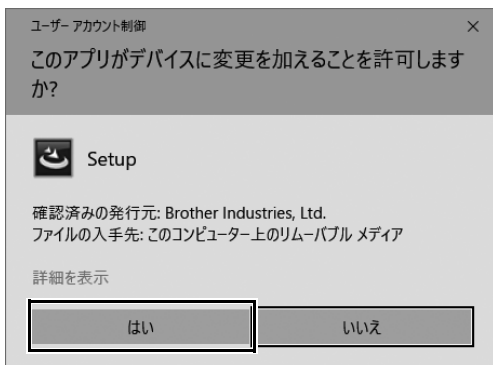 ユーザー アカウント制御
×
このアプリがデバイスに変更を加えることを許可します
か?
Setup
確認済みの発行元: Brother Industries, Ltd.
ファイルの入手先: このコンピューター上のリムーバブル メディア
詳細を表示
はい
いいえ